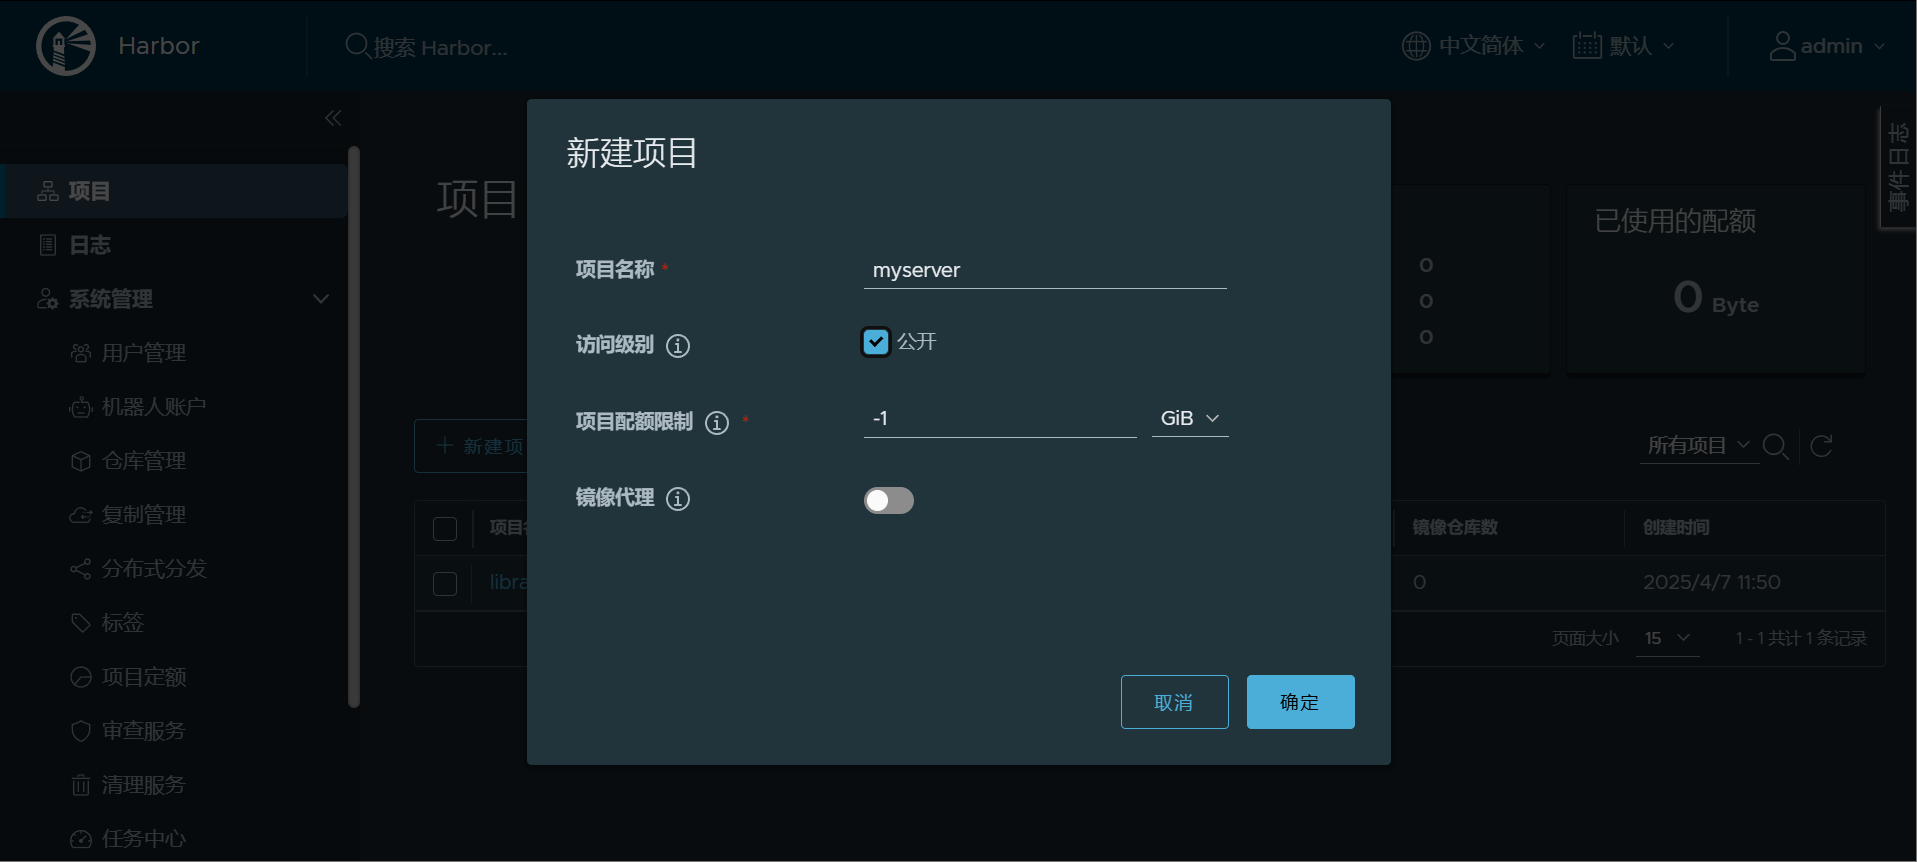 Harbor
搜索 Harbor...
中文简体
默认
admin
项目
日志
系统管理
用户管理
机器人账户
仓库管理
复制管理
分布式分发
标签
项目定额
审查服务
清理服务
任务中心
项目
新建项目
项目名称 *
myserver
访问级别
公开
项目配额限制 *
-1
GiB
镜像代理
取消
确定
0
0
0
已使用的配额
0 Byte
事件日志
新建项
所有项目
项目
镜像仓库数
创建时间
libra
0
2025/4/7 11:50
页面大小
15
1 - 1 共计 1 条记录